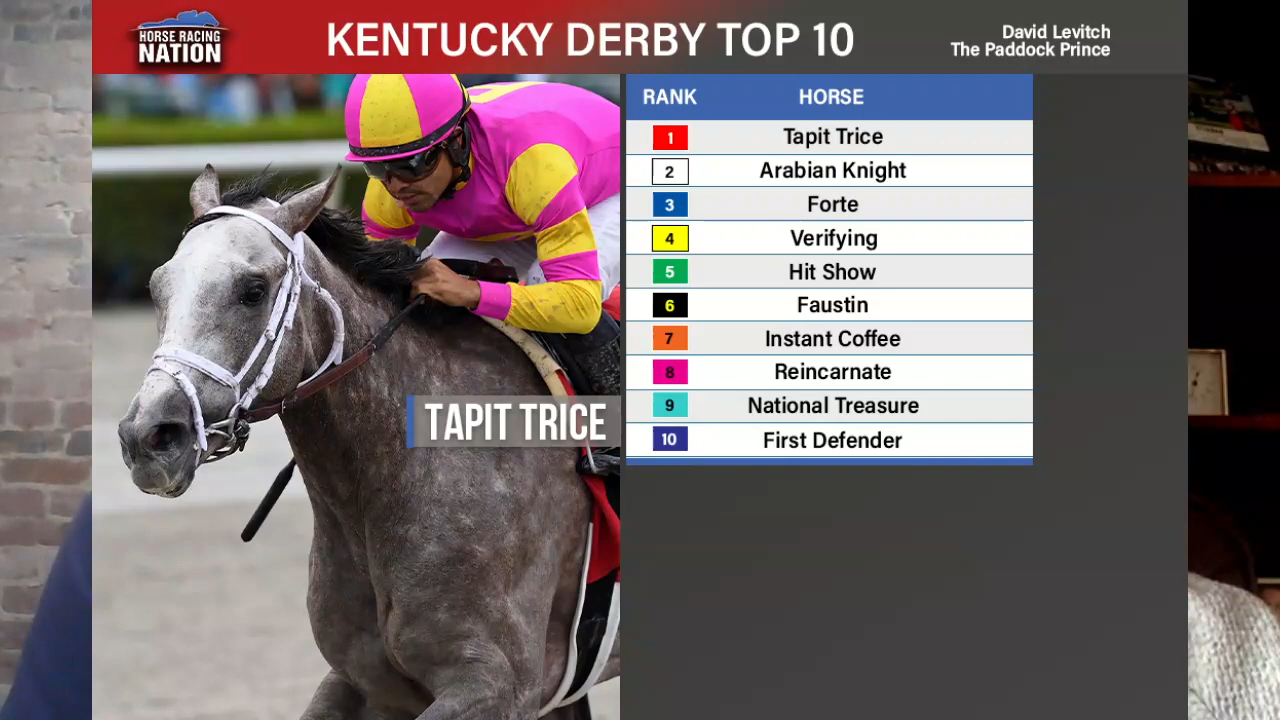 HORSE RACING
NATION
KENTUCKY DERBY TOP 10
David Levitch
The Paddock Prince
RANK HORSE
1 Tapit Trice
2 Arabian Knight
3 Forte
4 Verifying
5 Hit Show
6 Faustin
7 Instant Coffee
8 Reincarnate
9 National Treasure
10 First Defender
TAPIT TRICE